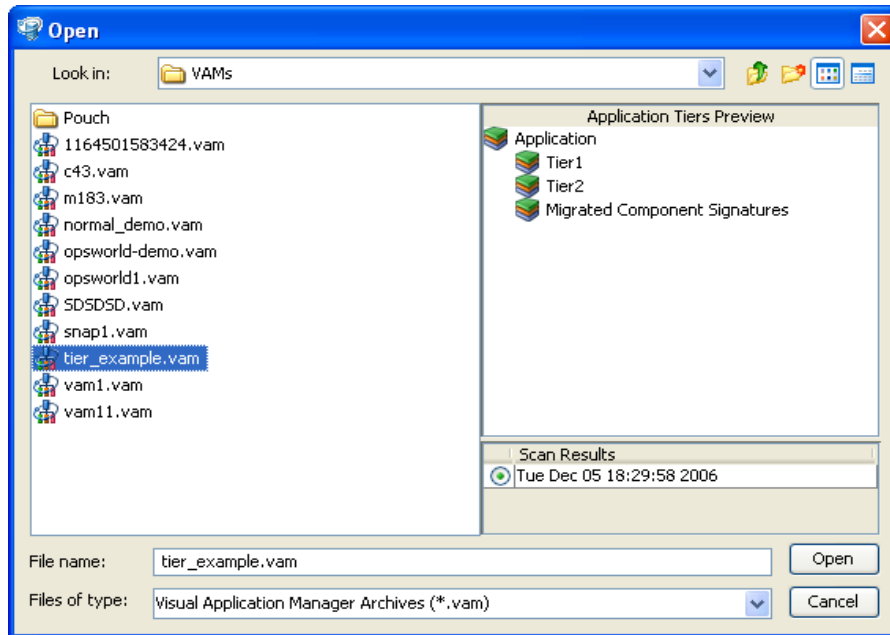 Open
Look in:
VAMs
Pouch
1164501583424.vam
c43.vam
m183.vam
normal_demo.vam
opsworld-demo.vam
opsworld1.vam
SDSDSD.vam
snap1.vam
tier_example.vam
vam1.vam
vam11.vam
Application Tiers Preview
Application
Tier1
Tier2
Migrated Component Signatures
Scan Results
Tue Dec 05 18:29:58 2006
File name:
tier_example.vam
Open
Files of type:
Visual Application Manager Archives (*.vam)
Cancel